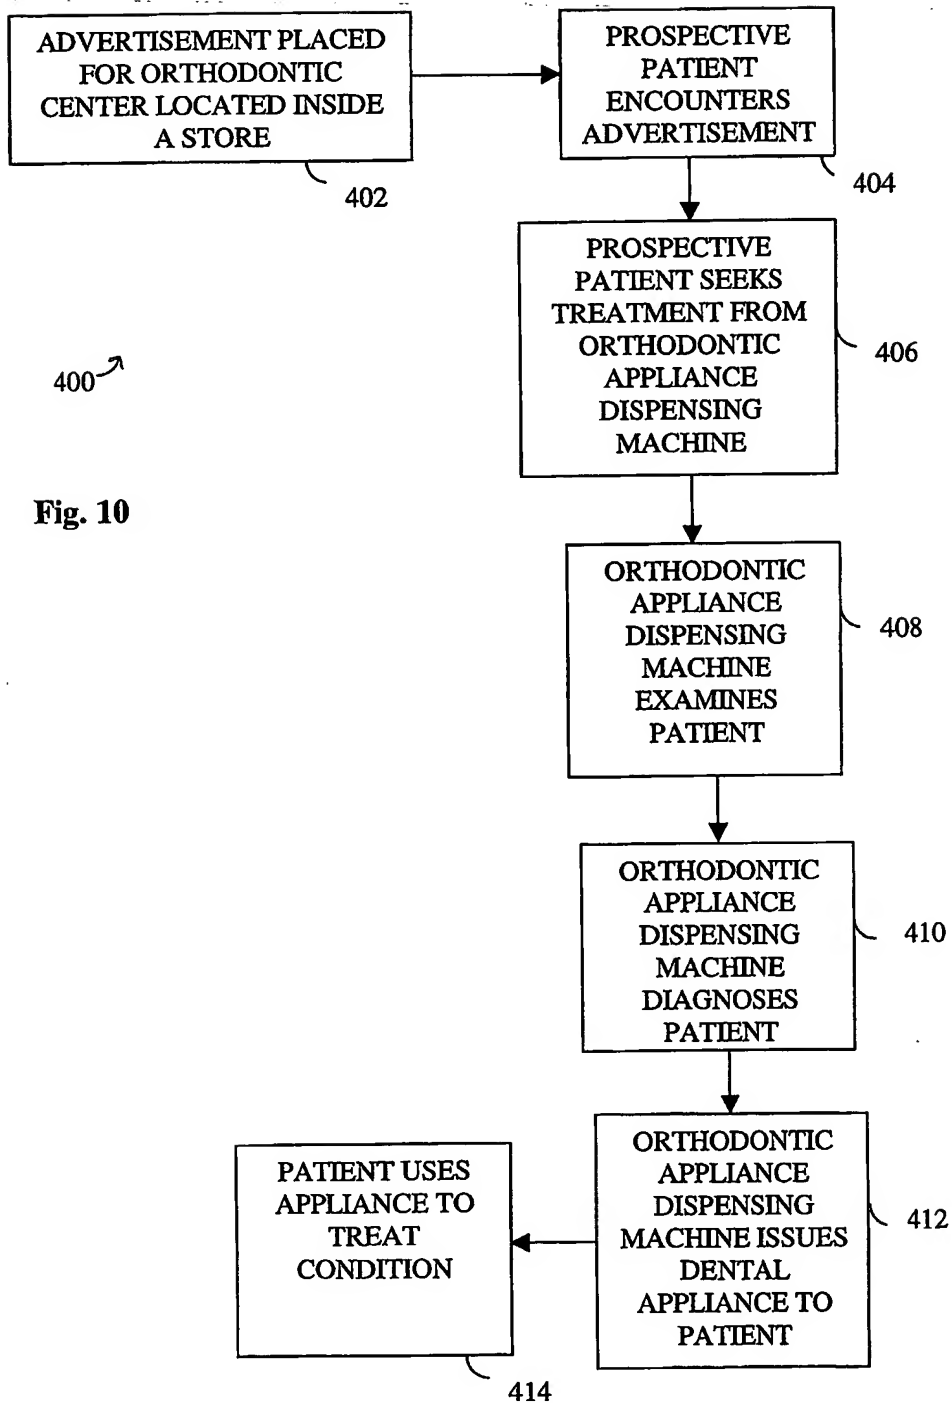 ADVERTISEMENT PLACED
FOR ORTHODONTIC
CENTER LOCATED INSIDE
A STORE
402
PROSPECTIVE
PATIENT
ENCOUNTERS
ADVERTISEMENT
404
PROSPECTIVE
PATIENT SEEKS
TREATMENT FROM
ORTHODONTIC
APPLIANCE
DISPENSING
MACHINE
406
400
Fig. 10
ORTHODONTIC
APPLIANCE
DISPENSING
MACHINE
EXAMINES
PATIENT
408
ORTHODONTIC
APPLIANCE
DISPENSING
MACHINE
DIAGNOSES
PATIENT
410
ORTHODONTIC
APPLIANCE
DISPENSING
MACHINE ISSUES
DENTAL
APPLIANCE TO
PATIENT
412
PATIENT USES
APPLIANCE TO
TREAT
CONDITION
414